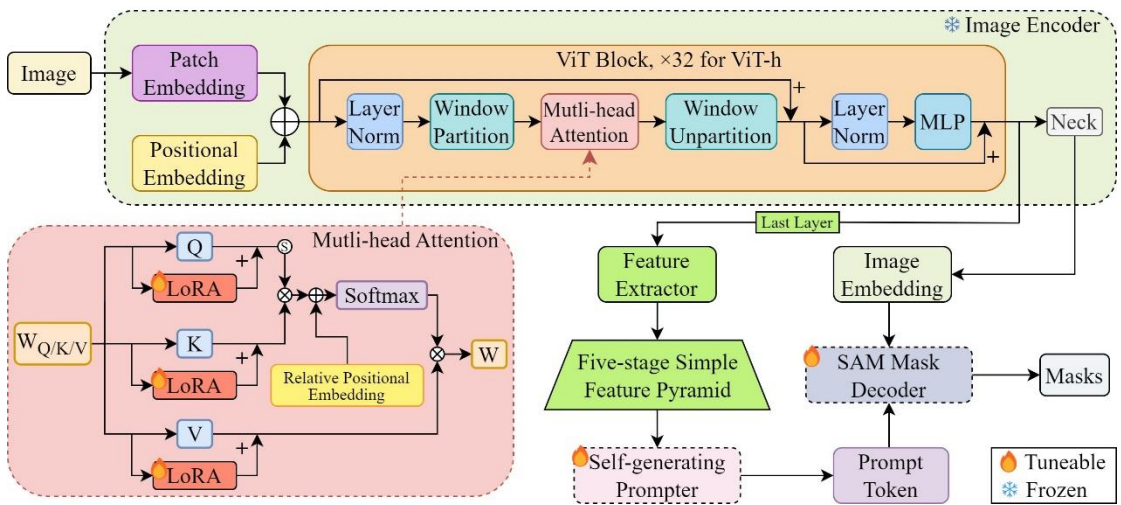 Image Encoder
Image
Patch
Embedding
Positional
Embedding
ViT Block, ×32 for ViT-h
Layer
Norm
Window
Partition
Mutli-head
Attention
Window
Unpartition
+
Layer
Norm
MLP
+
Neck
Mutli-head Attention
W_{Q/K/V}
Q
LoRA
+
S
K
LoRA
+
V
LoRA
+
Softmax
Relative Positional
Embedding
W
Last Layer
Feature
Extractor
Five-stage Simple
Feature Pyramid
Self-generating
Prompter
Prompt
Token
Image
Embedding
SAM Mask
Decoder
Masks
Tuneable
Frozen